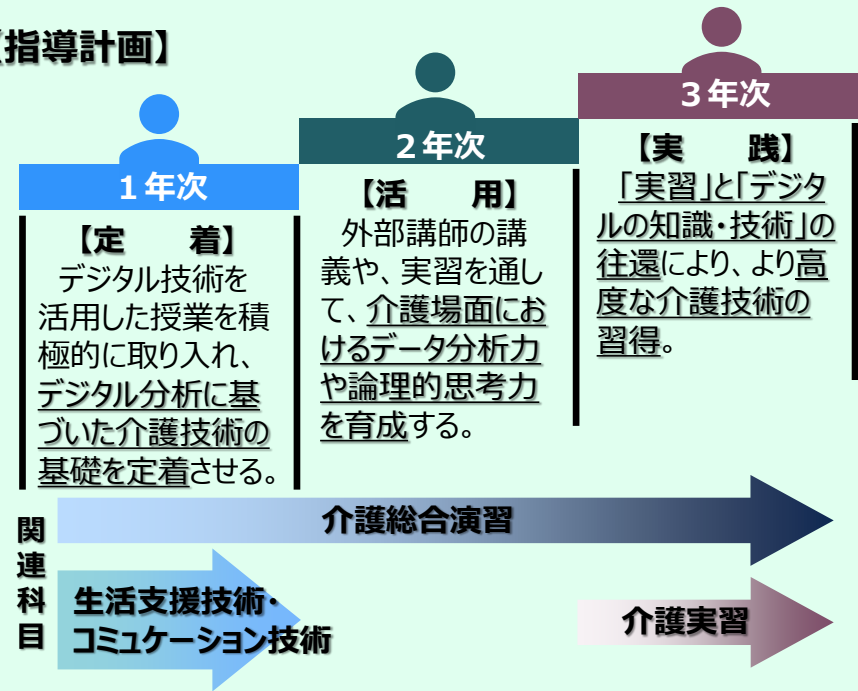 【指導計画】
１年次
【定　　着】
デジタル技術を
活用した授業を積
極的に取り入れ、
デジタル分析に基
づいた介護技術の
基礎を定着させる。
２年次
【活　　用】
外部講師の講
義や、実習を通し
て、介護場面にお
けるデータ分析力
や論理的思考力
を育成する。
３年次
【実　　践】
「実習」と「デジタ
ルの知識・技術」の
往還により、より高
度な介護技術の
習得。
関連科目
介護総合演習
生活支援技術・
コミュケーション技術
介護実習